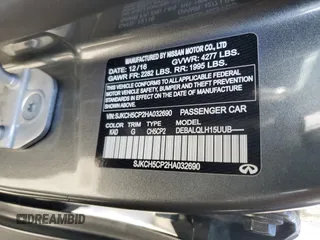 MANUFACTURED BY NISSAN MOTOR CO., LTD.
DATE: 12/16 GVWR: 4277 LBS.
GAWR FR: 2282 LBS. RR: 1995 LBS.
THIS VEHICLE CONFORMS TO ALL APPLICABLE FEDERAL MOTOR VEHICLE
SAFETY, BUMPER, AND THEFT PREVENTION STANDARDS
IN EFFECT ON THE DATE OF MANUFACTURE SHOWN ABOVE.
VIN: SJKCH5CP2HA032690 PASSENGER CAR
COLOR TRIM TYPE MODEL
KAD G CH5CP2 DEBALQLH15UUB-----
SJKCH5CP2HA032690
INFINITI
DREAMBID